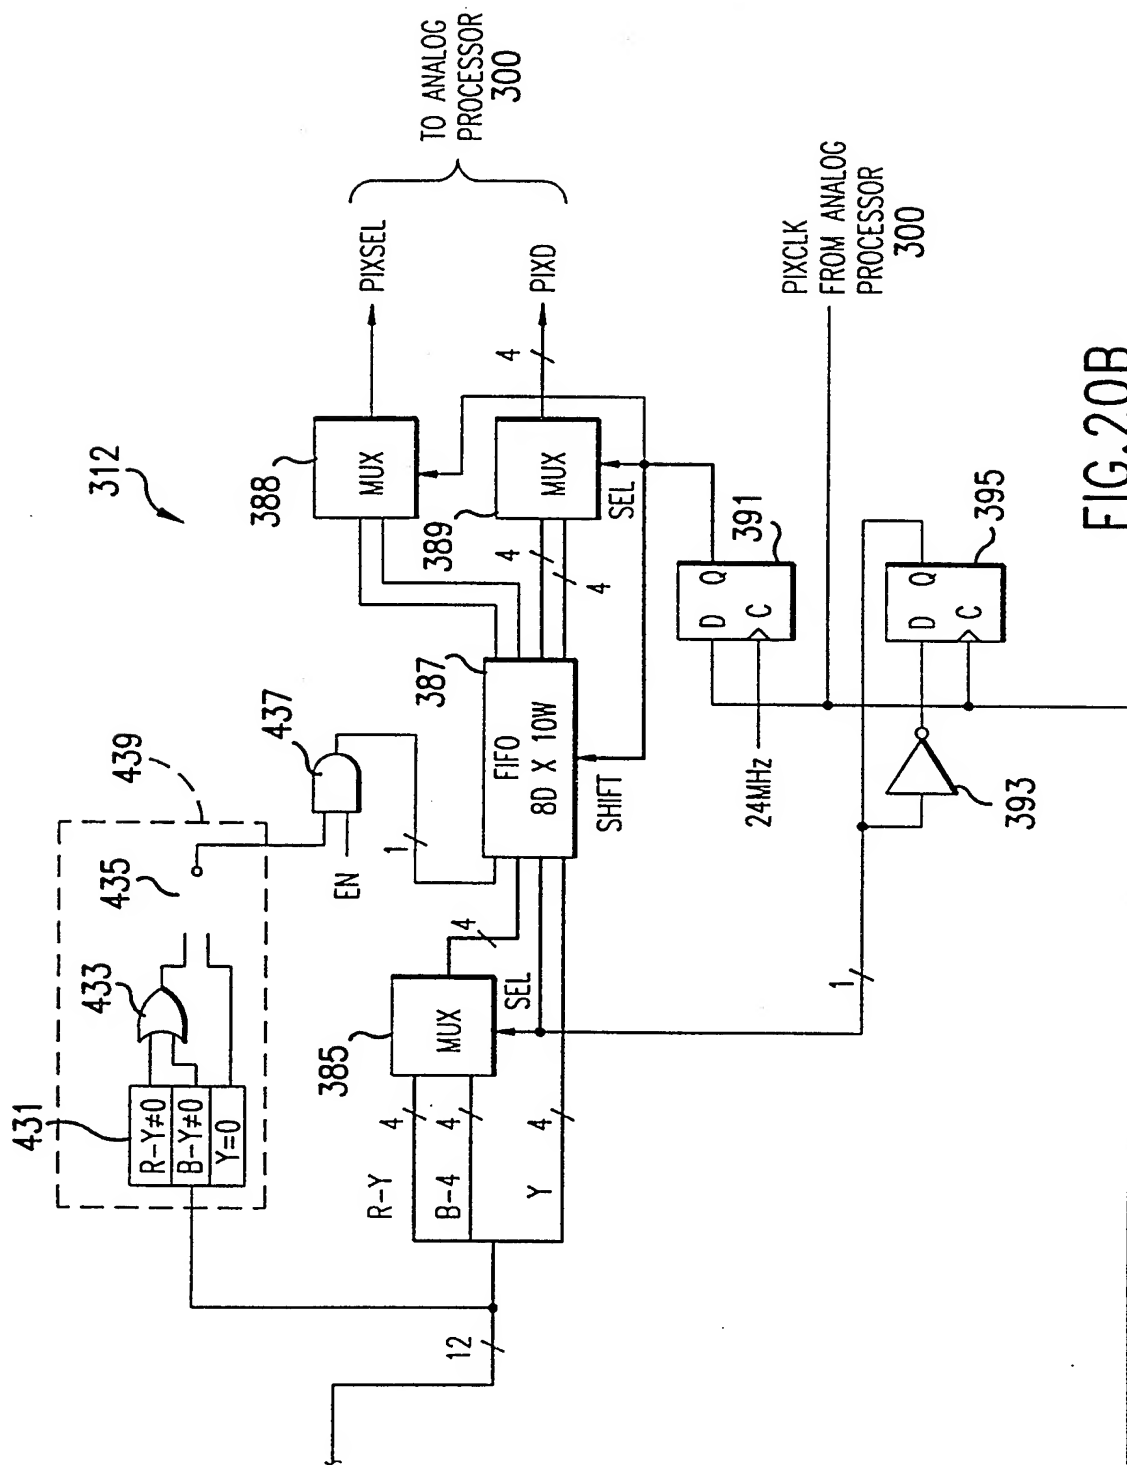 312
TO ANALOG
PROCESSOR
300
PIXSEL
PIXD
4
388
MUX
389
MUX
SEL
4
4
387
FIFO
8D X 10W
SHIFT
439
435
433
431
R-Y≠0
B-Y≠0
Y=0
437
EN
1
385
MUX
SEL
4
R-Y
B-4
Y
4
4
4
12
391
D
Q
C
24MHz
PIXCLK
FROM ANALOG
PROCESSOR
300
395
D
Q
C
393
1
FIG.20B